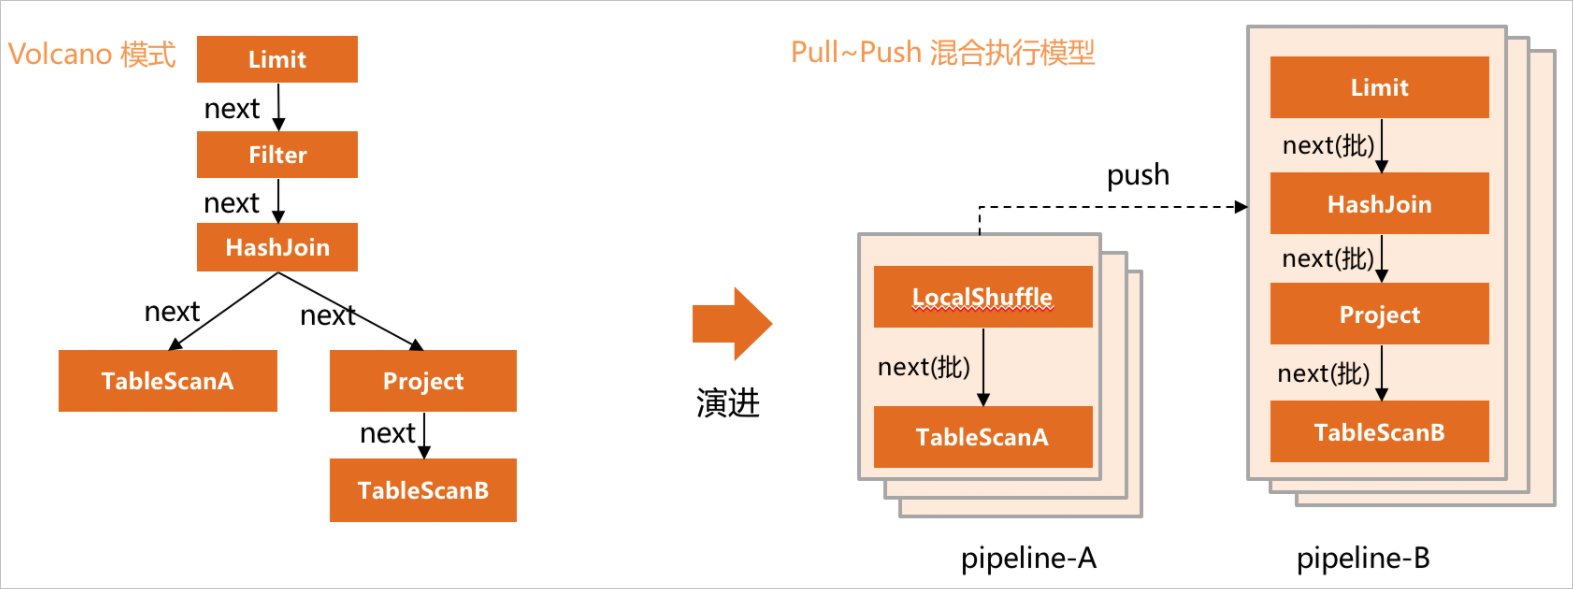 Volcano 模式
Limit
next
Filter
next
HashJoin
next
next
TableScanA
Project
next
TableScanB
演进
Pull~Push 混合执行模型
push
LocalShuffle
next(批)
TableScanA
pipeline-A
Limit
next(批)
HashJoin
next(批)
Project
next(批)
TableScanB
pipeline-B